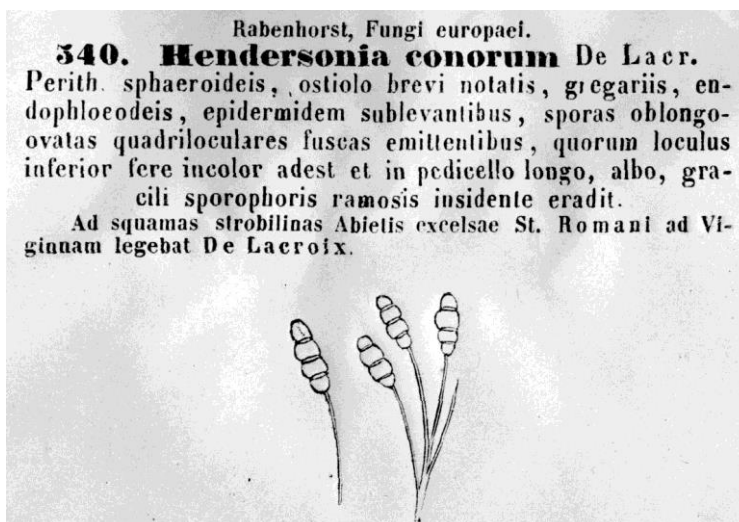 Rabenhorst, Fungi europaei.
540. Hendersonia conorum De Lacr.
Perith. sphaeroideis, ostiolo brevi notatis, gregariis, en-
dophloeodeis, epidermidem sublevantibus, sporas oblongo-
ovatas quadriloculares fuscas emittentibus, quorum loculus
inferior fere incolor adest et in pedicello longo, albo, gra-
cili sporophoris ramosis insidente eradit.
Ad squamas strobilinas Abietis excelsae St. Romani ad Vi-
ginnam legebat De Lacroix.